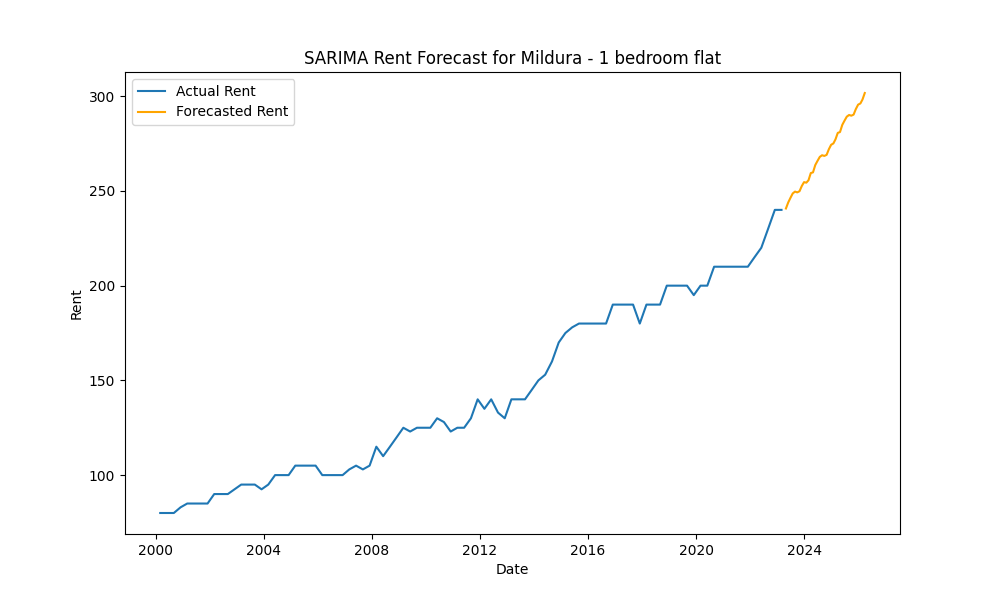 SARIMA Rent Forecast for Mildura - 1 bedroom flat
Actual Rent
Forecasted Rent
300
250
200
150
100
Rent
2000 2004 2008 2012 2016 2020 2024
Date